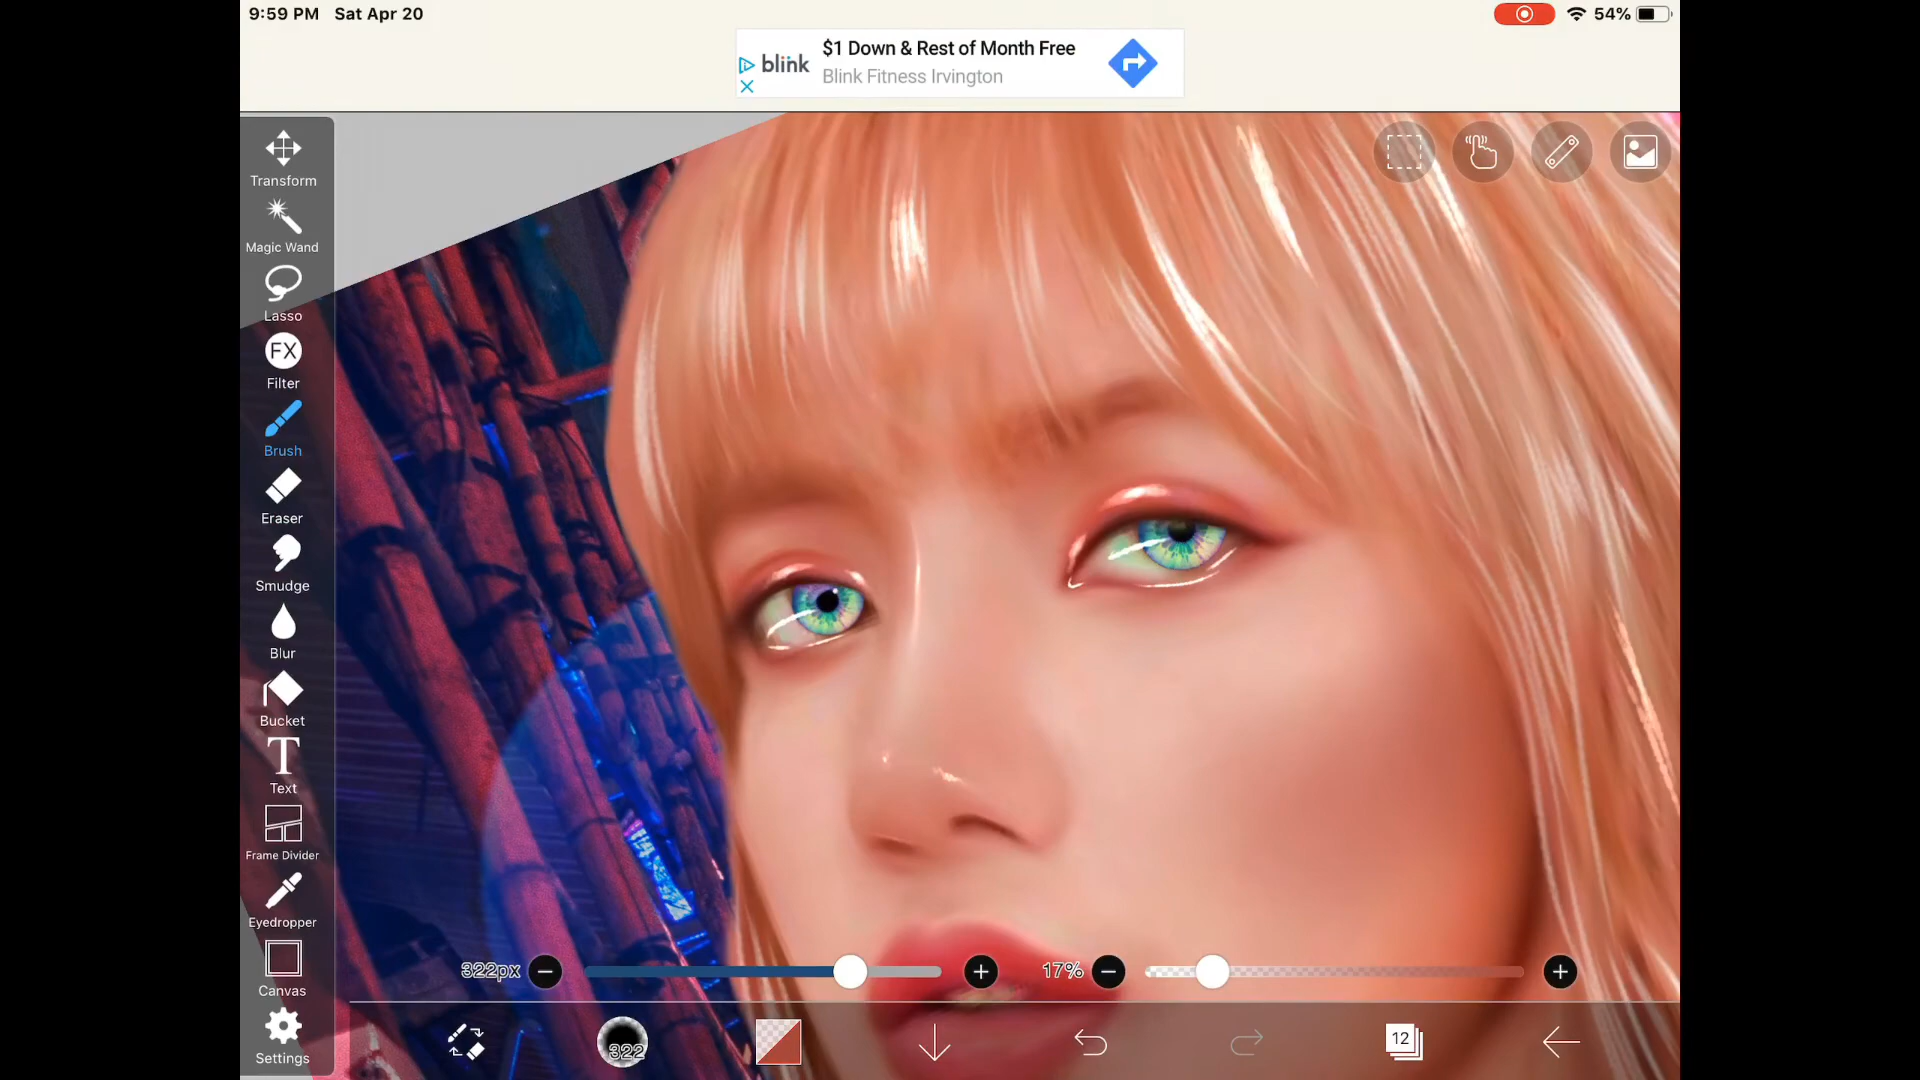 9:59 PM Sat Apr 20
54%
blink
$1 Down & Rest of Month Free
Blink Fitness Irvington
Transform
Magic Wand
Lasso
FX
Filter
Brush
Eraser
Smudge
Blur
Bucket
T
Text
Frame Divider
Eyedropper
Canvas
Settings
322px
17%
322
12